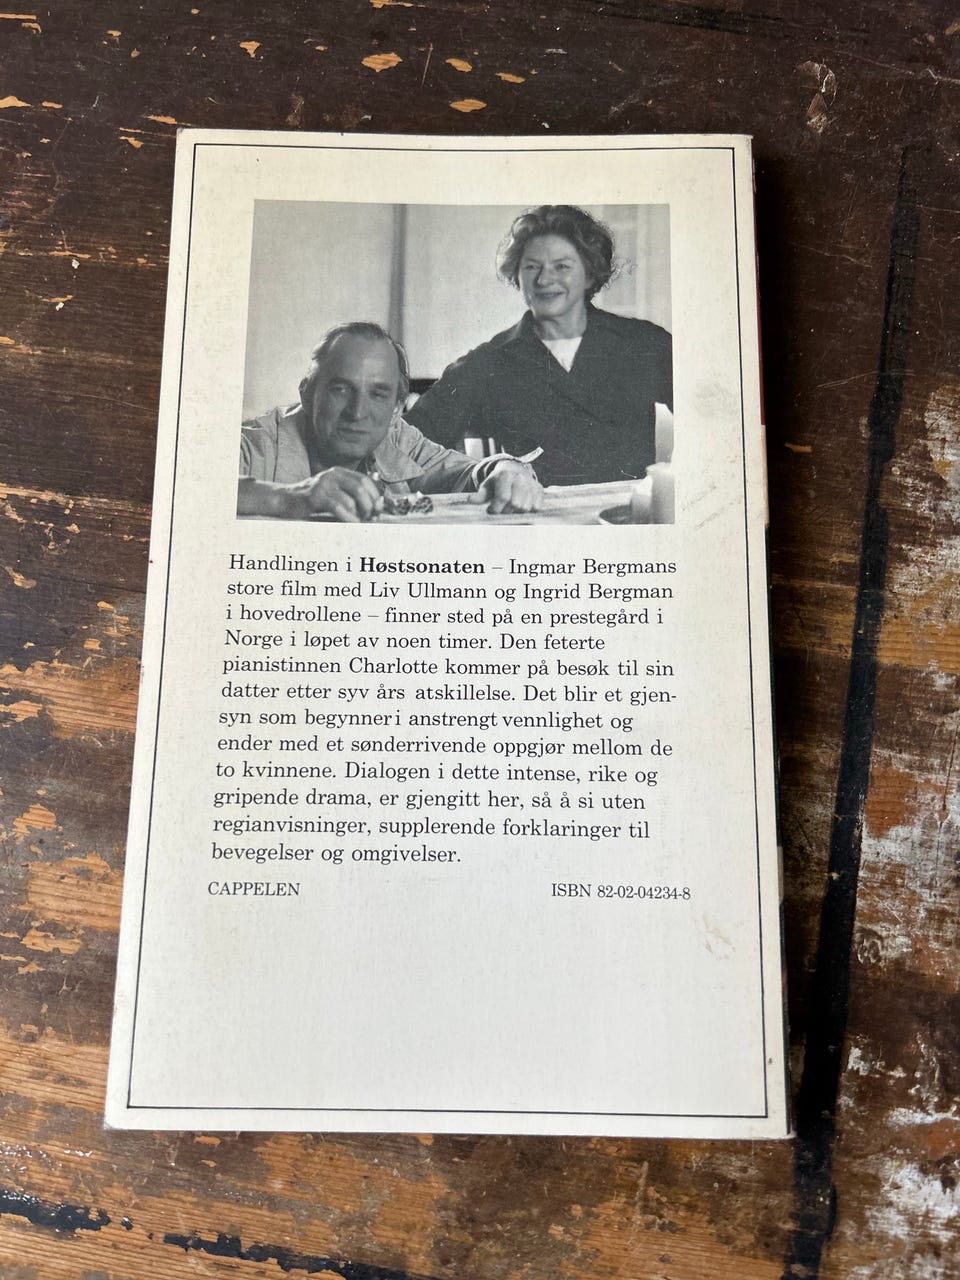 Handlingen i Høstsonaten – Ingmar Bergmans
store film med Liv Ullmann og Ingrid Bergman
i hovedrollene – finner sted på en prestegård i
Norge i løpet av noen timer. Den feterte
pianistinnen Charlotte kommer på besøk til sin
datter etter syv års atskillelse. Det blir et gjen-
syn som begynner i anstrengt vennlighet og
ender med et sønderrivende oppgjør mellom de
to kvinnene. Dialogen i dette intense, rike og
gripende drama, er gjengitt her, så å si uten
regianvisninger, supplerende forklaringer til
bevegelser og omgivelser.
CAPPELEN ISBN 82-02-04234-8